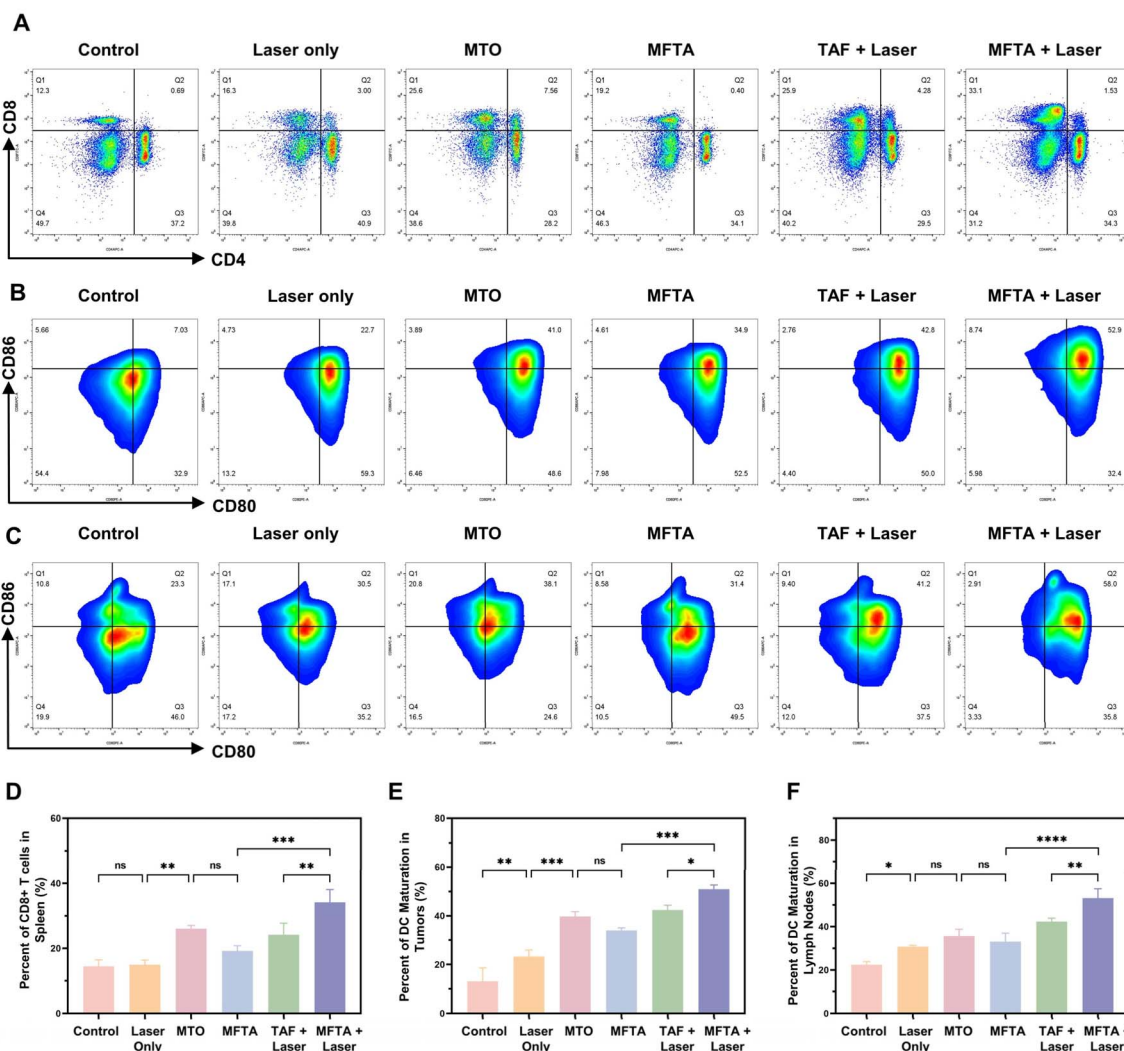 A
Control Laser only MTO MFTA TAF + Laser MFTA + Laser
CD8
Q1 12.3 Q2 0.69 Q4 49.7 Q3 37.2
Q1 16.3 Q2 3.00 Q4 39.8 Q3 40.9
Q1 25.6 Q2 7.56 Q4 38.6 Q3 28.2
Q1 19.2 Q2 0.40 Q4 46.3 Q3 34.1
Q1 25.9 Q2 4.28 Q4 40.2 Q3 29.5
Q1 33.1 Q2 1.53 Q4 31.2 Q3 34.3
CD4
B
Control Laser only MTO MFTA TAF + Laser MFTA + Laser
CD86
5.66 7.03 54.4 32.9
4.73 22.7 13.2 59.3
3.89 41.0 6.46 48.6
4.61 34.9 7.98 52.5
2.76 42.8 4.40 50.0
8.74 52.9 5.98 32.4
CD80
C
Control Laser only MTO MFTA TAF + Laser MFTA + Laser
CD86
Q1 10.8 Q2 23.3 Q4 19.9 Q3 46.0
Q1 17.1 Q2 30.5 Q4 17.2 Q3 35.2
Q1 20.8 Q2 38.1 Q4 16.5 Q3 24.6
Q1 8.58 Q2 31.4 Q4 10.5 Q3 49.5
Q1 9.40 Q2 41.2 Q4 12.0 Q3 37.5
Q1 2.91 Q2 58.0 Q4 3.33 Q3 35.8
CD80
D
Percent of CD8+ T cells in
Spleen (%)
60
40
20
0
ns ** ns *** **
Control Laser Only MTO MFTA TAF + Laser MFTA + Laser
E
Percent of DC Maturation in
Tumors (%)
80
60
40
20
0
** *** ns *** *
Control Laser Only MTO MFTA TAF + Laser MFTA + Laser
F
Percent of DC Maturation in
Lymph Nodes (%)
80
60
40
20
0
* ns ns **** **
Control Laser Only MTO MFTA TAF + Laser MFTA + Laser